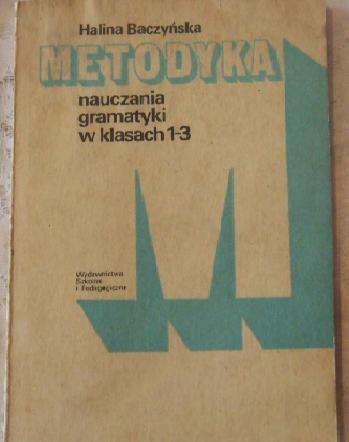 Halina Baczyńska
METODYKA
nauczania
gramatyki
w klasach 1-3
M
Wydawnictwa
Szkolne
i Pedagogiczne